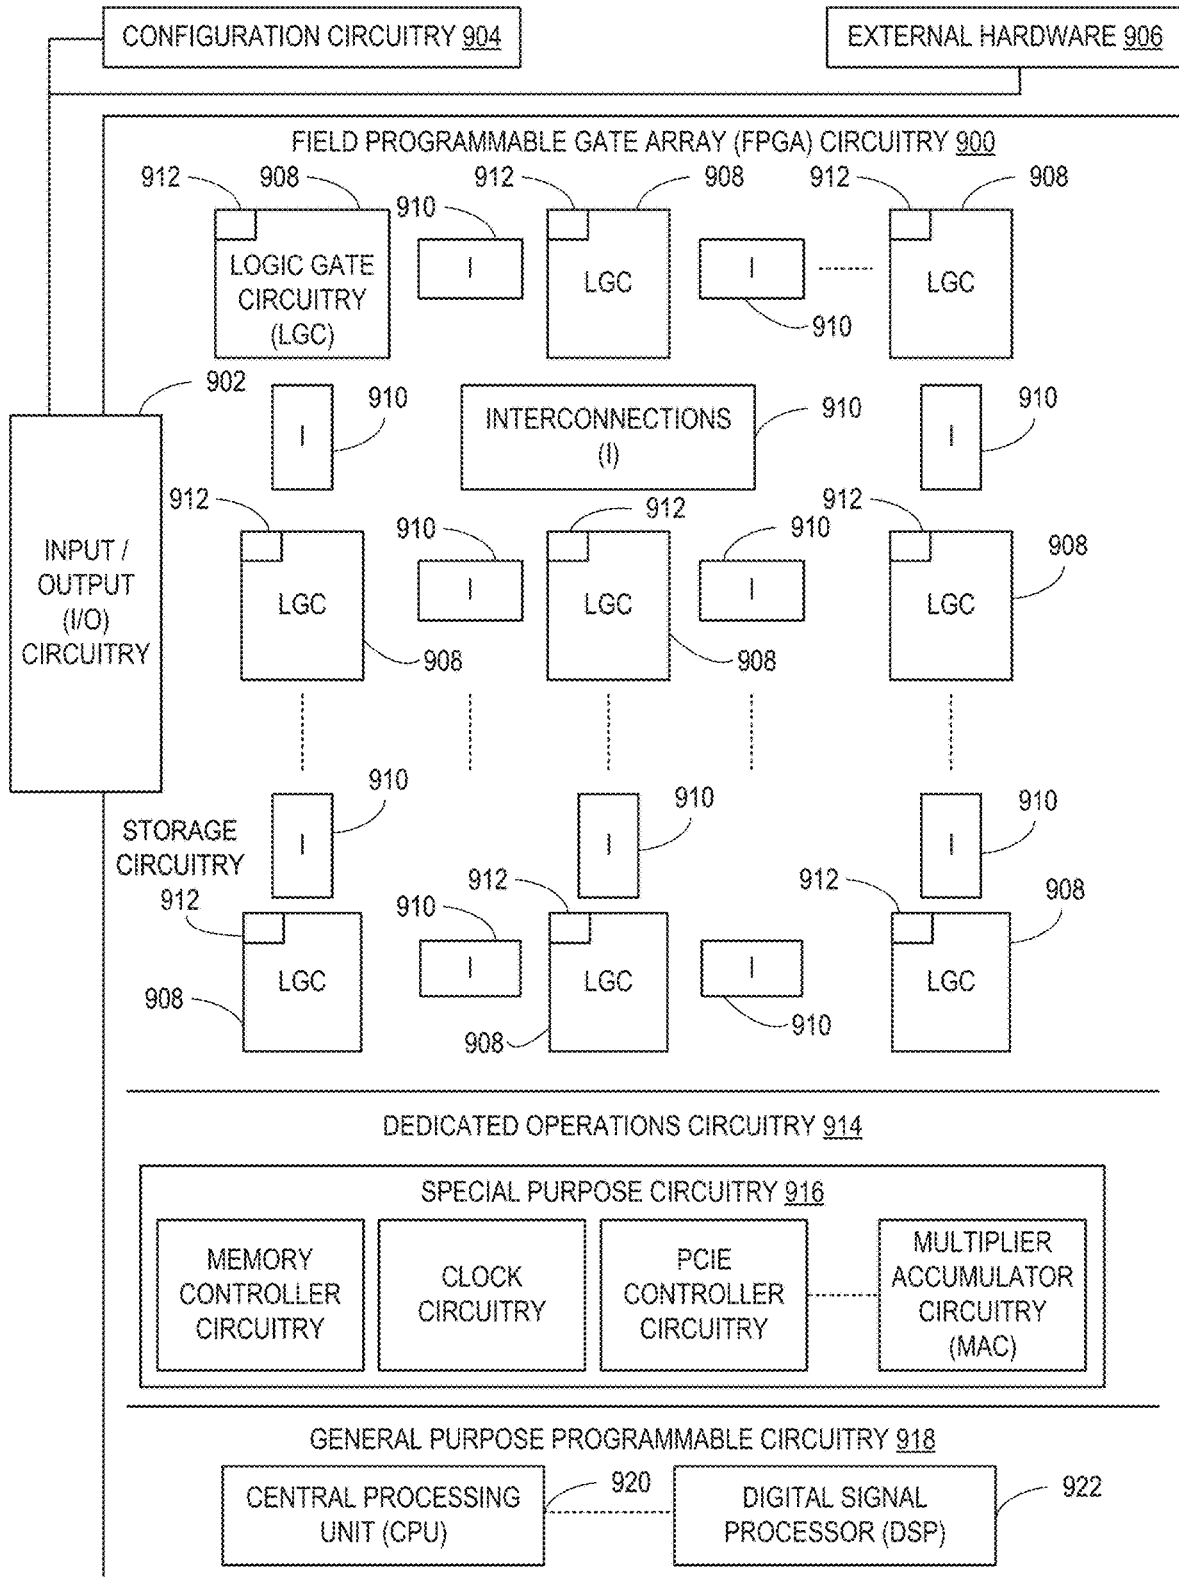 CONFIGURATION CIRCUITRY 904
EXTERNAL HARDWARE 906
FIELD PROGRAMMABLE GATE ARRAY (FPGA) CIRCUITRY 900
912
908
910
912
908
912
908
LOGIC GATE
CIRCUITRY
(LGC)
I
LGC
I
910
LGC
902
I
910
INTERCONNECTIONS
(I)
910
I
910
INPUT /
OUTPUT
(I/O)
CIRCUITRY
912
LGC
908
910
I
912
LGC
908
910
I
912
LGC
908
I
910
I
910
I
910
STORAGE
CIRCUITRY
912
LGC
908
910
I
912
LGC
908
I
910
912
LGC
908
DEDICATED OPERATIONS CIRCUITRY 914
SPECIAL PURPOSE CIRCUITRY 916
MEMORY
CONTROLLER
CIRCUITRY
CLOCK
CIRCUITRY
PCIE
CONTROLLER
CIRCUITRY
MULTIPLIER
ACCUMULATOR
CIRCUITRY
(MAC)
GENERAL PURPOSE PROGRAMMABLE CIRCUITRY 918
CENTRAL PROCESSING
UNIT (CPU)
920
DIGITAL SIGNAL
PROCESSOR (DSP)
922